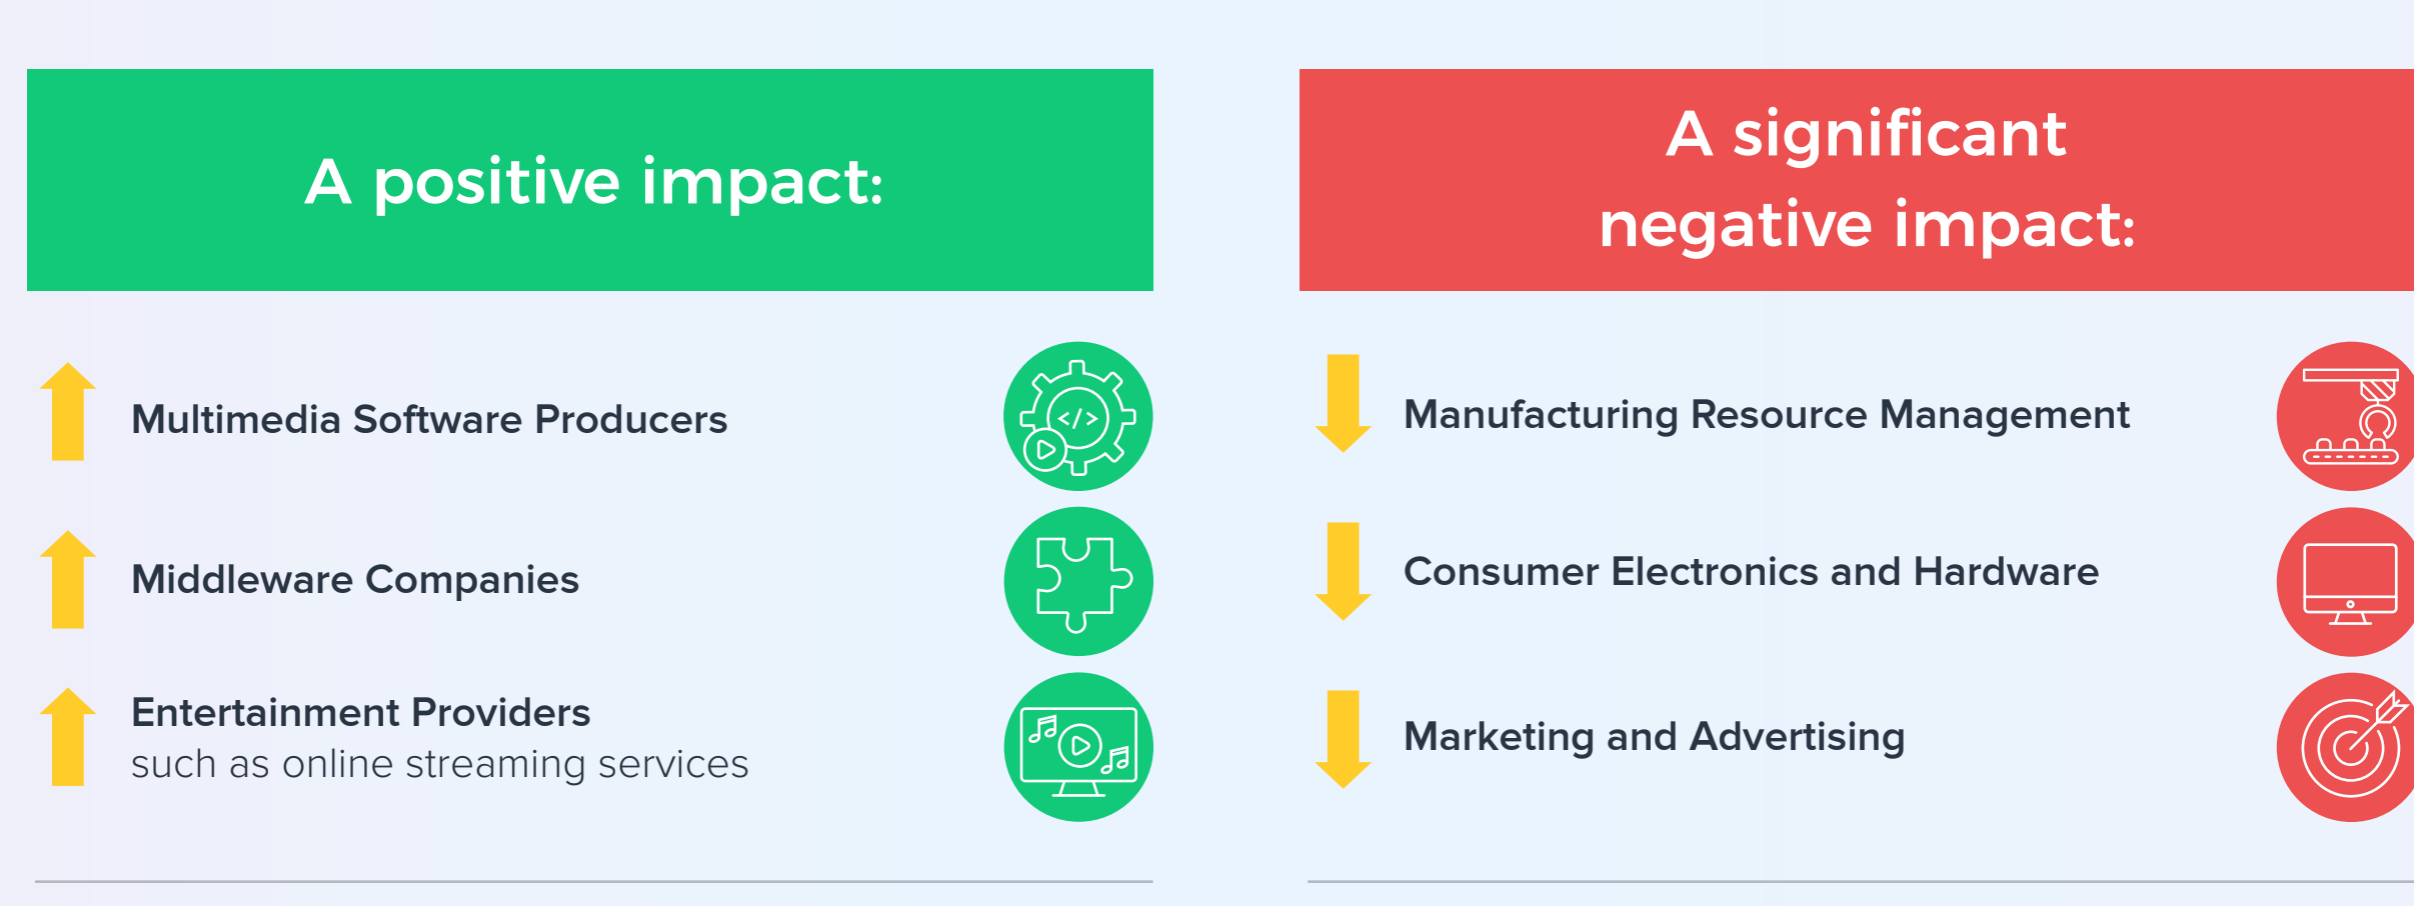 A positive impact:
Multimedia Software Producers
</>
Middleware Companies
Entertainment Providers
such as online streaming services
A significant
negative impact:
Manufacturing Resource Management
Consumer Electronics and Hardware
Marketing and Advertising